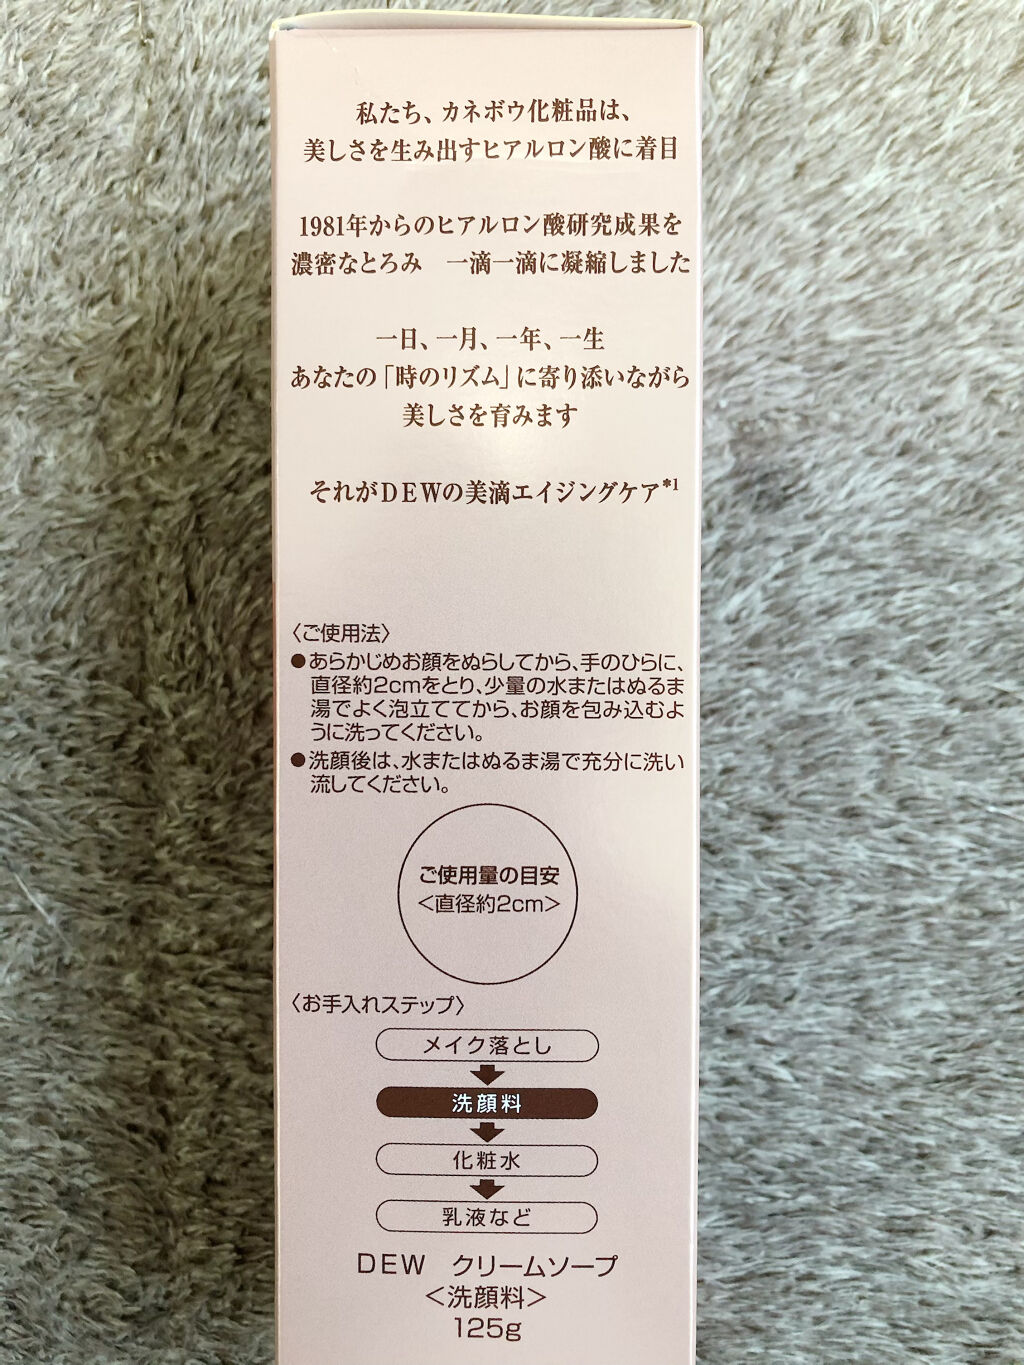 私たち、カネボウ化粧品は、
美しさを生み出すヒアルロン酸に着目
1981年からのヒアルロン酸研究成果を
濃密なとろみ　一滴一滴に凝縮しました
一日、一月、一年、一生
あなたの「時のリズム」に寄り添いながら
美しさを育みます
それがDEWの美滴エイジングケア*1
〈ご使用法〉
●あらかじめお顔をぬらしてから、手のひらに、
直径約2cmをとり、少量の水またはぬるま
湯でよく泡立ててから、お顔を包み込むよ
うに洗ってください。
●洗顔後は、水またはぬるま湯で充分に洗い
流してください。
ご使用量の目安
＜直径約2cm＞
〈お手入れステップ〉
メイク落とし
洗顔料
化粧水
乳液など
DEW　クリームソープ
＜洗顔料＞
125g